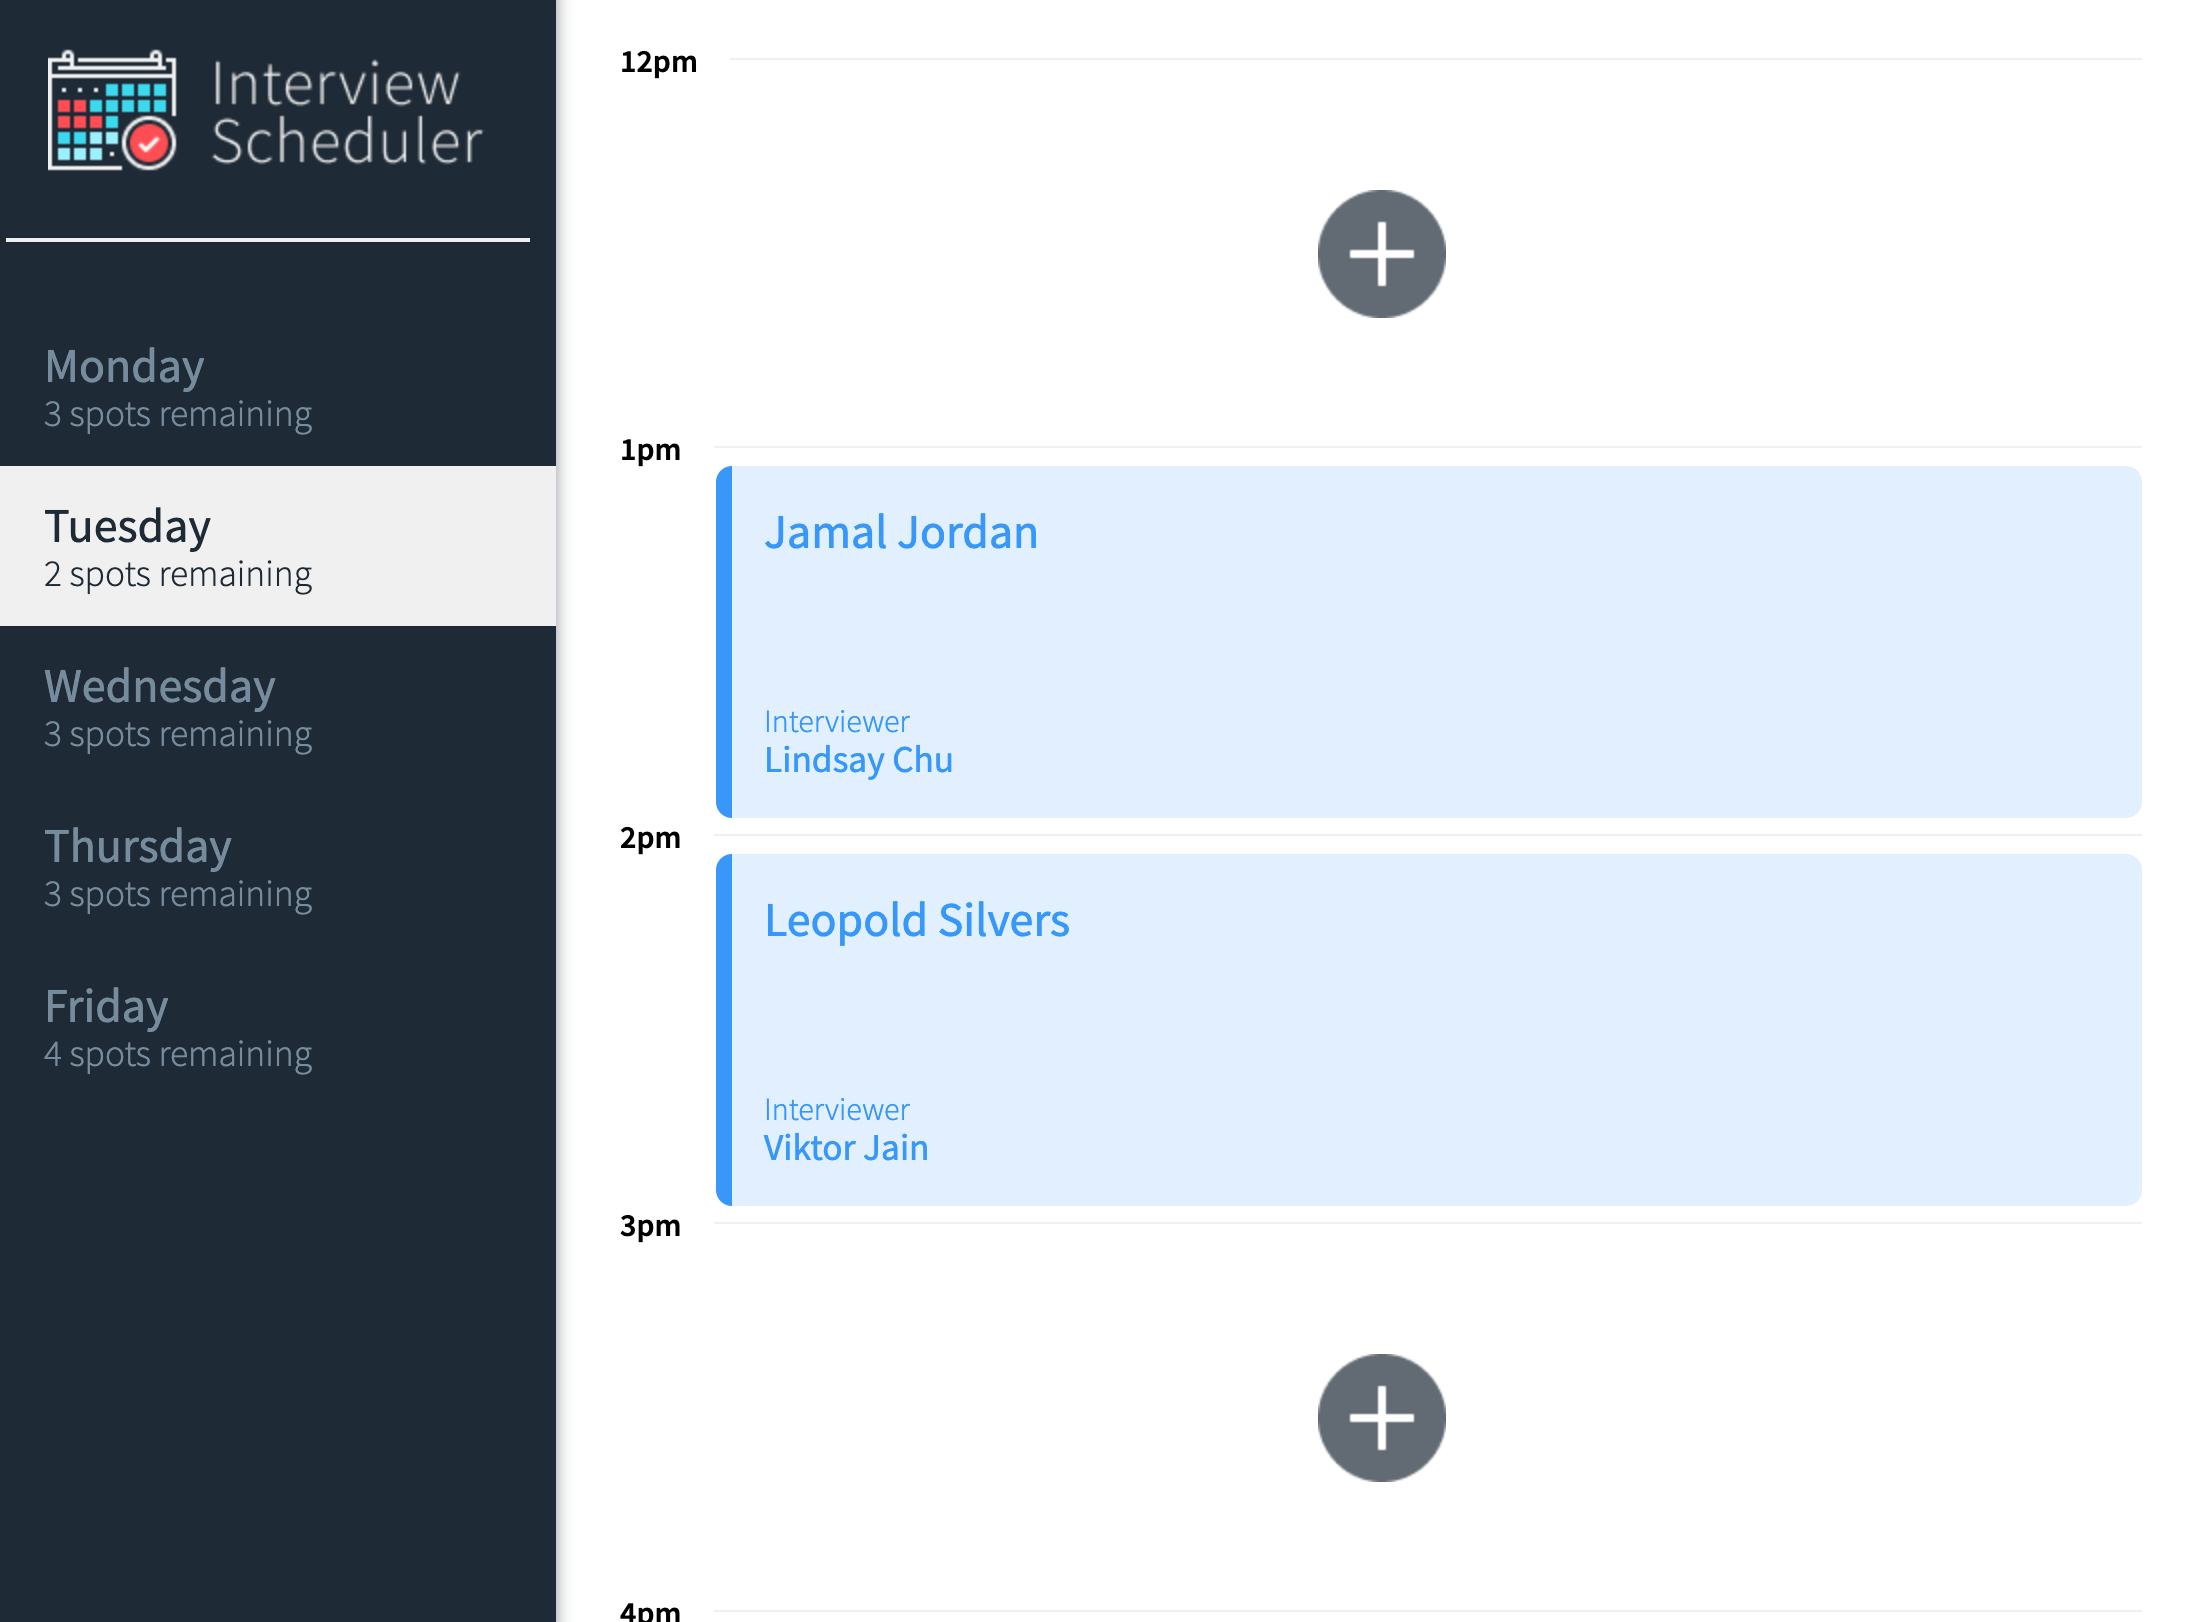 Interview
Scheduler
Monday
3 spots remaining
Tuesday
2 spots remaining
Wednesday
3 spots remaining
Thursday
3 spots remaining
Friday
4 spots remaining
12pm
1pm
Jamal Jordan
Interviewer
Lindsay Chu
2pm
Leopold Silvers
Interviewer
Viktor Jain
3pm
4pm